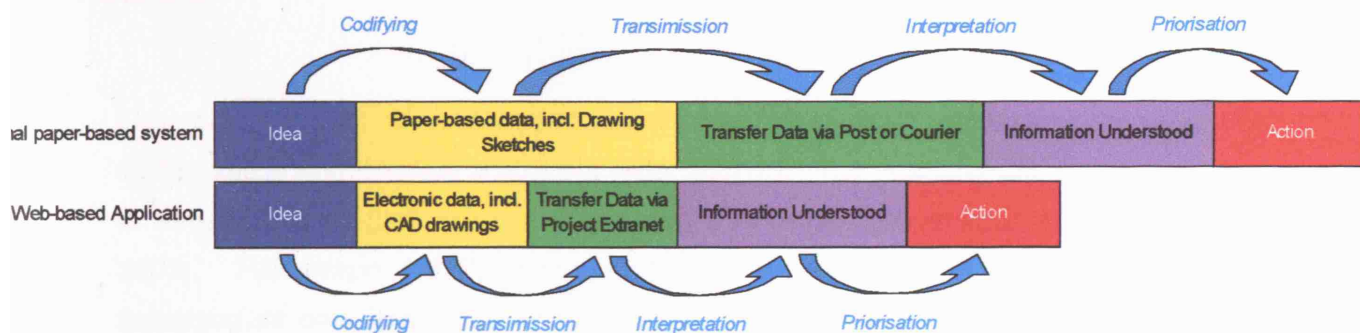 Codifying Transimission Interpretation Priorisation
paper-based system Idea Paper-based data, incl. Drawing Sketches Transfer Data via Post or Courier Information Understood Action
Web-based Application Idea Electronic data, incl. CAD drawings Transfer Data via Project Extranet Information Understood Action
Codifying Transimission Interpretation Priorisation